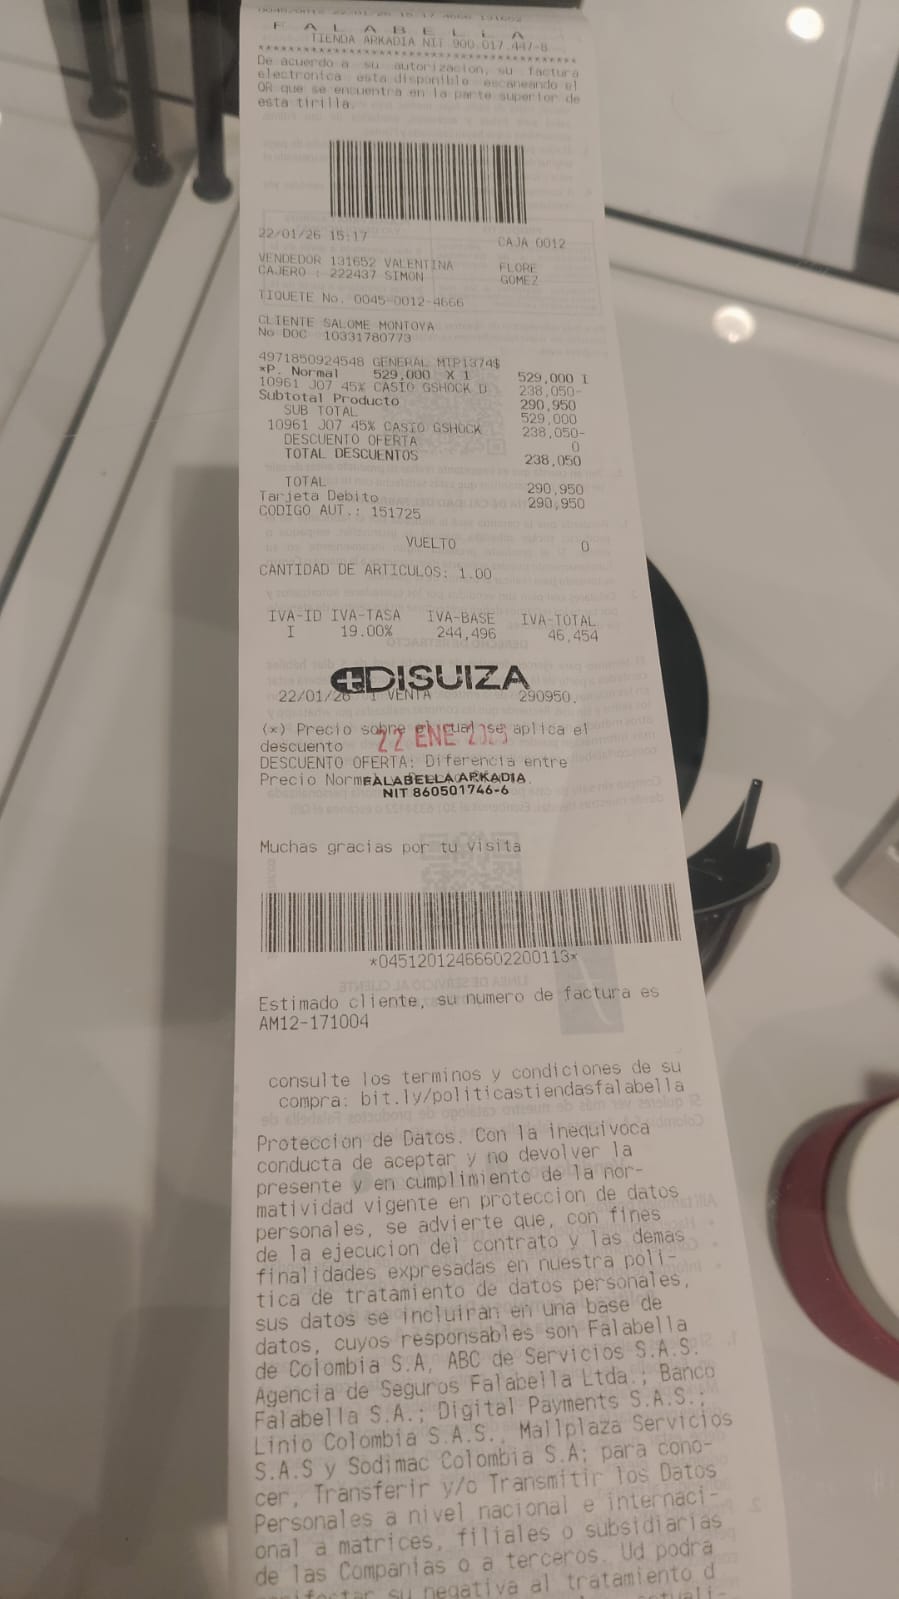 F A L A B E L L A
TIENDA ARKADIA NIT 900.017.447-8
****************************************
De acuerdo a su autorizacion, su factura
electronica esta disponible escaneando el
QR que se encuentra en la parte superior de
esta tirilla.
22/01/26 15:17 CAJA 0012
VENDEDOR 131652 VALENTINA FLORE
CAJERO : 222437 SIMON GOMEZ
TIQUETE No. 0045-0012-4666
CLIENTE SALOME MONTOYA
No DOC 10331780773
4971850924548 GENERAL MTP1374$
*P. Normal 529,000 X 1 529,000 I
10961 J07 45% CASIO GSHOCK D 238,050-
Subtotal Producto 290,950
SUB TOTAL 529,000
10961 J07 45% CASIO GSHOCK 238,050-
DESCUENTO OFERTA 0
TOTAL DESCUENTOS 238,050
TOTAL 290,950
Tarjeta Debito 290,950
CODIGO AUT.: 151725
VUELTO 0
CANTIDAD DE ARTICULOS: 1.00
IVA-ID IVA-TASA IVA-BASE IVA-TOTAL
I 19.00% 244,496 46,454
DISUIZA
22/01/26 1 VENTA 290950.
(*) Precio sobre el cual se aplica el
descuento
22 ENE
DESCUENTO OFERTA: Diferencia entre
Precio Norm
FALABELLA ARKADIA
NIT 860501746-6
Muchas gracias por tu visita
*04512012466602200113*
Estimado cliente, su numero de factura es
AM12-171004
consulte los terminos y condiciones de su
compra: bit.ly/politicastiendasfalabella
Proteccion de Datos. Con la inequivoca
conducta de aceptar y no devolver la
presente y en cumplimiento de la nor-
matividad vigente en proteccion de datos
personales, se advierte que, con fines
de la ejecucion del contrato y las demas
finalidades expresadas en nuestra poli-
tica de tratamiento de datos personales,
sus datos se incluiran en una base de
datos, cuyos responsables son Falabella
de Colombia S.A, ABC de Servicios S.A.S.
Agencia de Seguros Falabella Ltda.; Banco
Falabella S.A.; Digital Payments S.A.S.;
Linio Colombia S.A.S., Mallplaza Servicios
S.A.S y Sodimac Colombia S.A; para cono-
cer, Transferir y/o Transmitir los Datos
Personales a nivel nacional e internaci-
onal a matrices, filiales o subsidiarias
de las Companias o a terceros. Ud podra
su negativa al tratamiento d